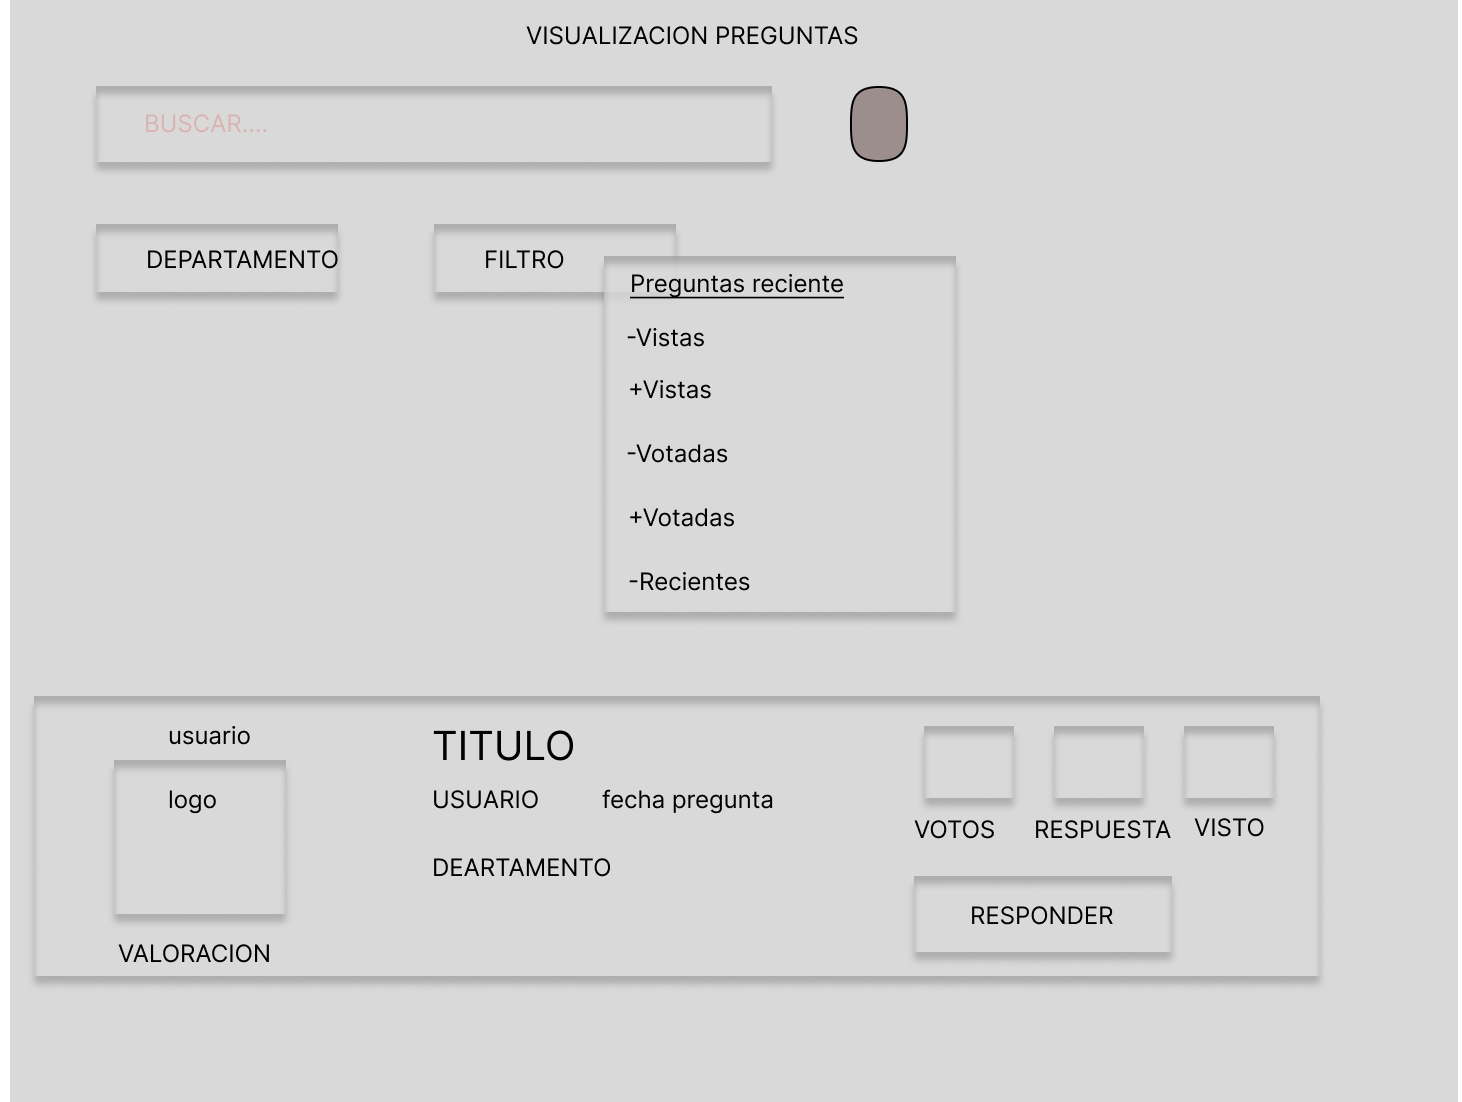 VISUALIZACION PREGUNTAS
BUSCAR....
DEPARTAMENTO
FILTRO
Preguntas reciente
-Vistas
+Vistas
-Votadas
+Votadas
-Recientes
usuario
logo
VALORACION
TITULO
USUARIO fecha pregunta
DEARTAMENTO
VOTOS RESPUESTA VISTO
RESPONDER